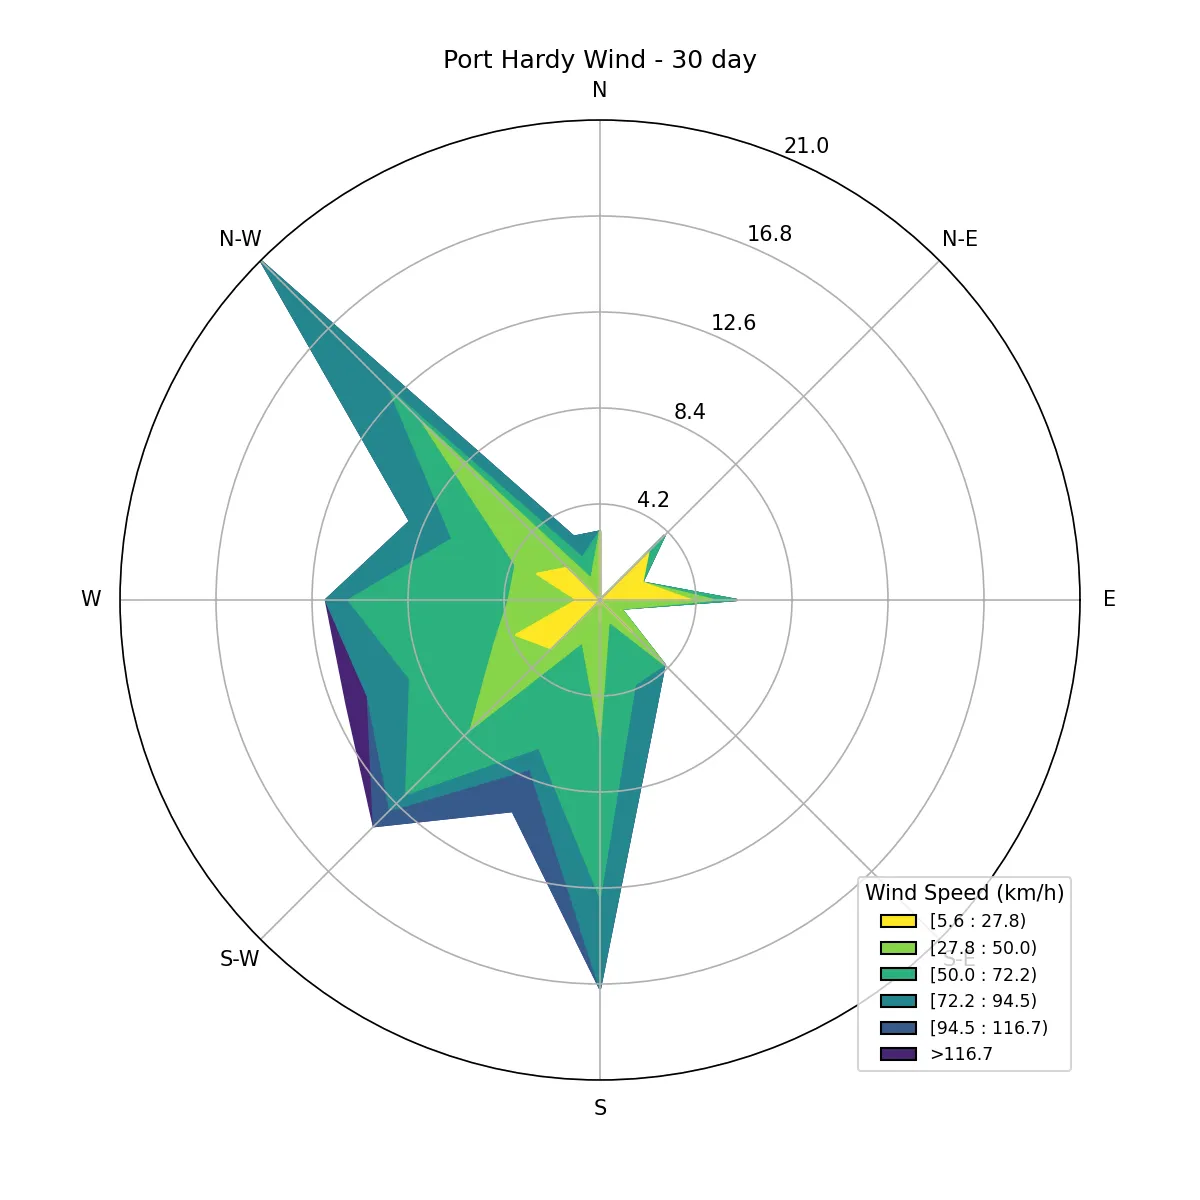 Port Hardy Wind - 30 day
N
21.0
16.8
N-W
N-E
12.6
8.4
4.2
W
E
S-W
S-E
Wind Speed (km/h)
[5.6 : 27.8)
[27.8 : 50.0)
[50.0 : 72.2)
[72.2 : 94.5)
[94.5 : 116.7)
>116.7
S